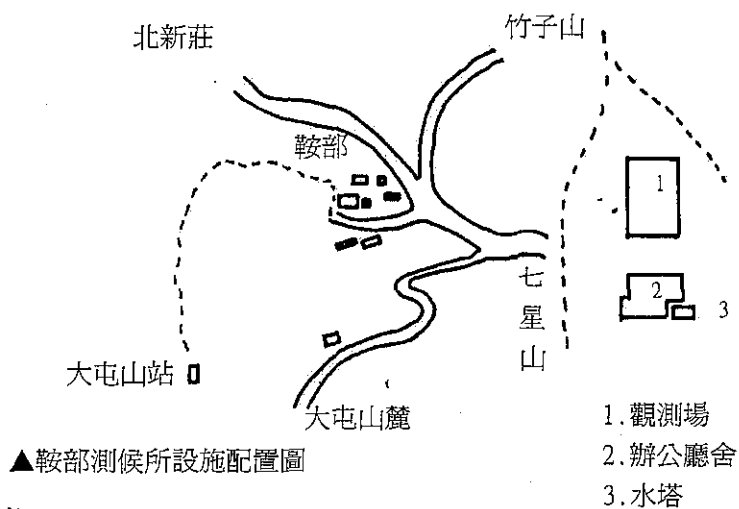 北新莊
竹子山
鞍部
1
七星山
2
3
大屯山站
大屯山麓
▲鞍部測候所設施配置圖
1.觀測場
2.辦公廳舍
3.水塔